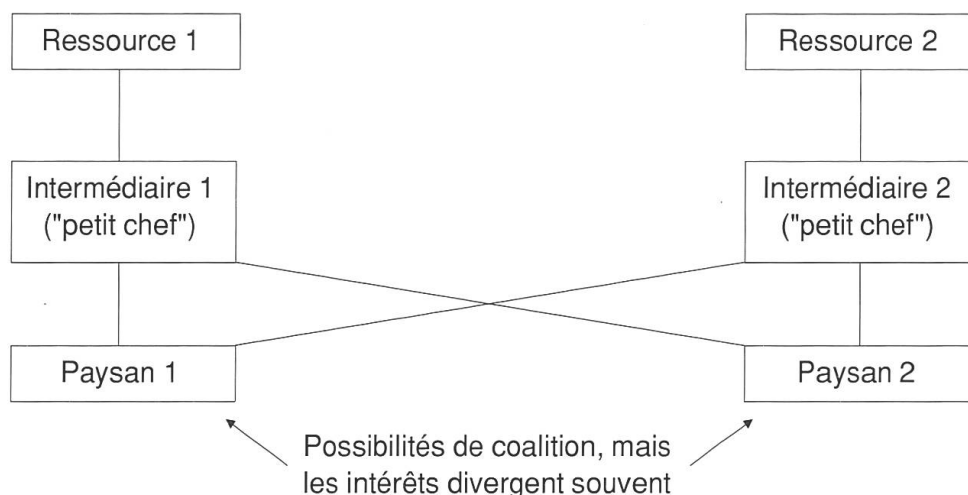 Ressource 1
Ressource 2
Intermédiaire 1
("petit chef")
Intermédiaire 2
("petit chef")
Paysan 1
Paysan 2
Possibilités de coalition, mais
les intérêts divergent souvent